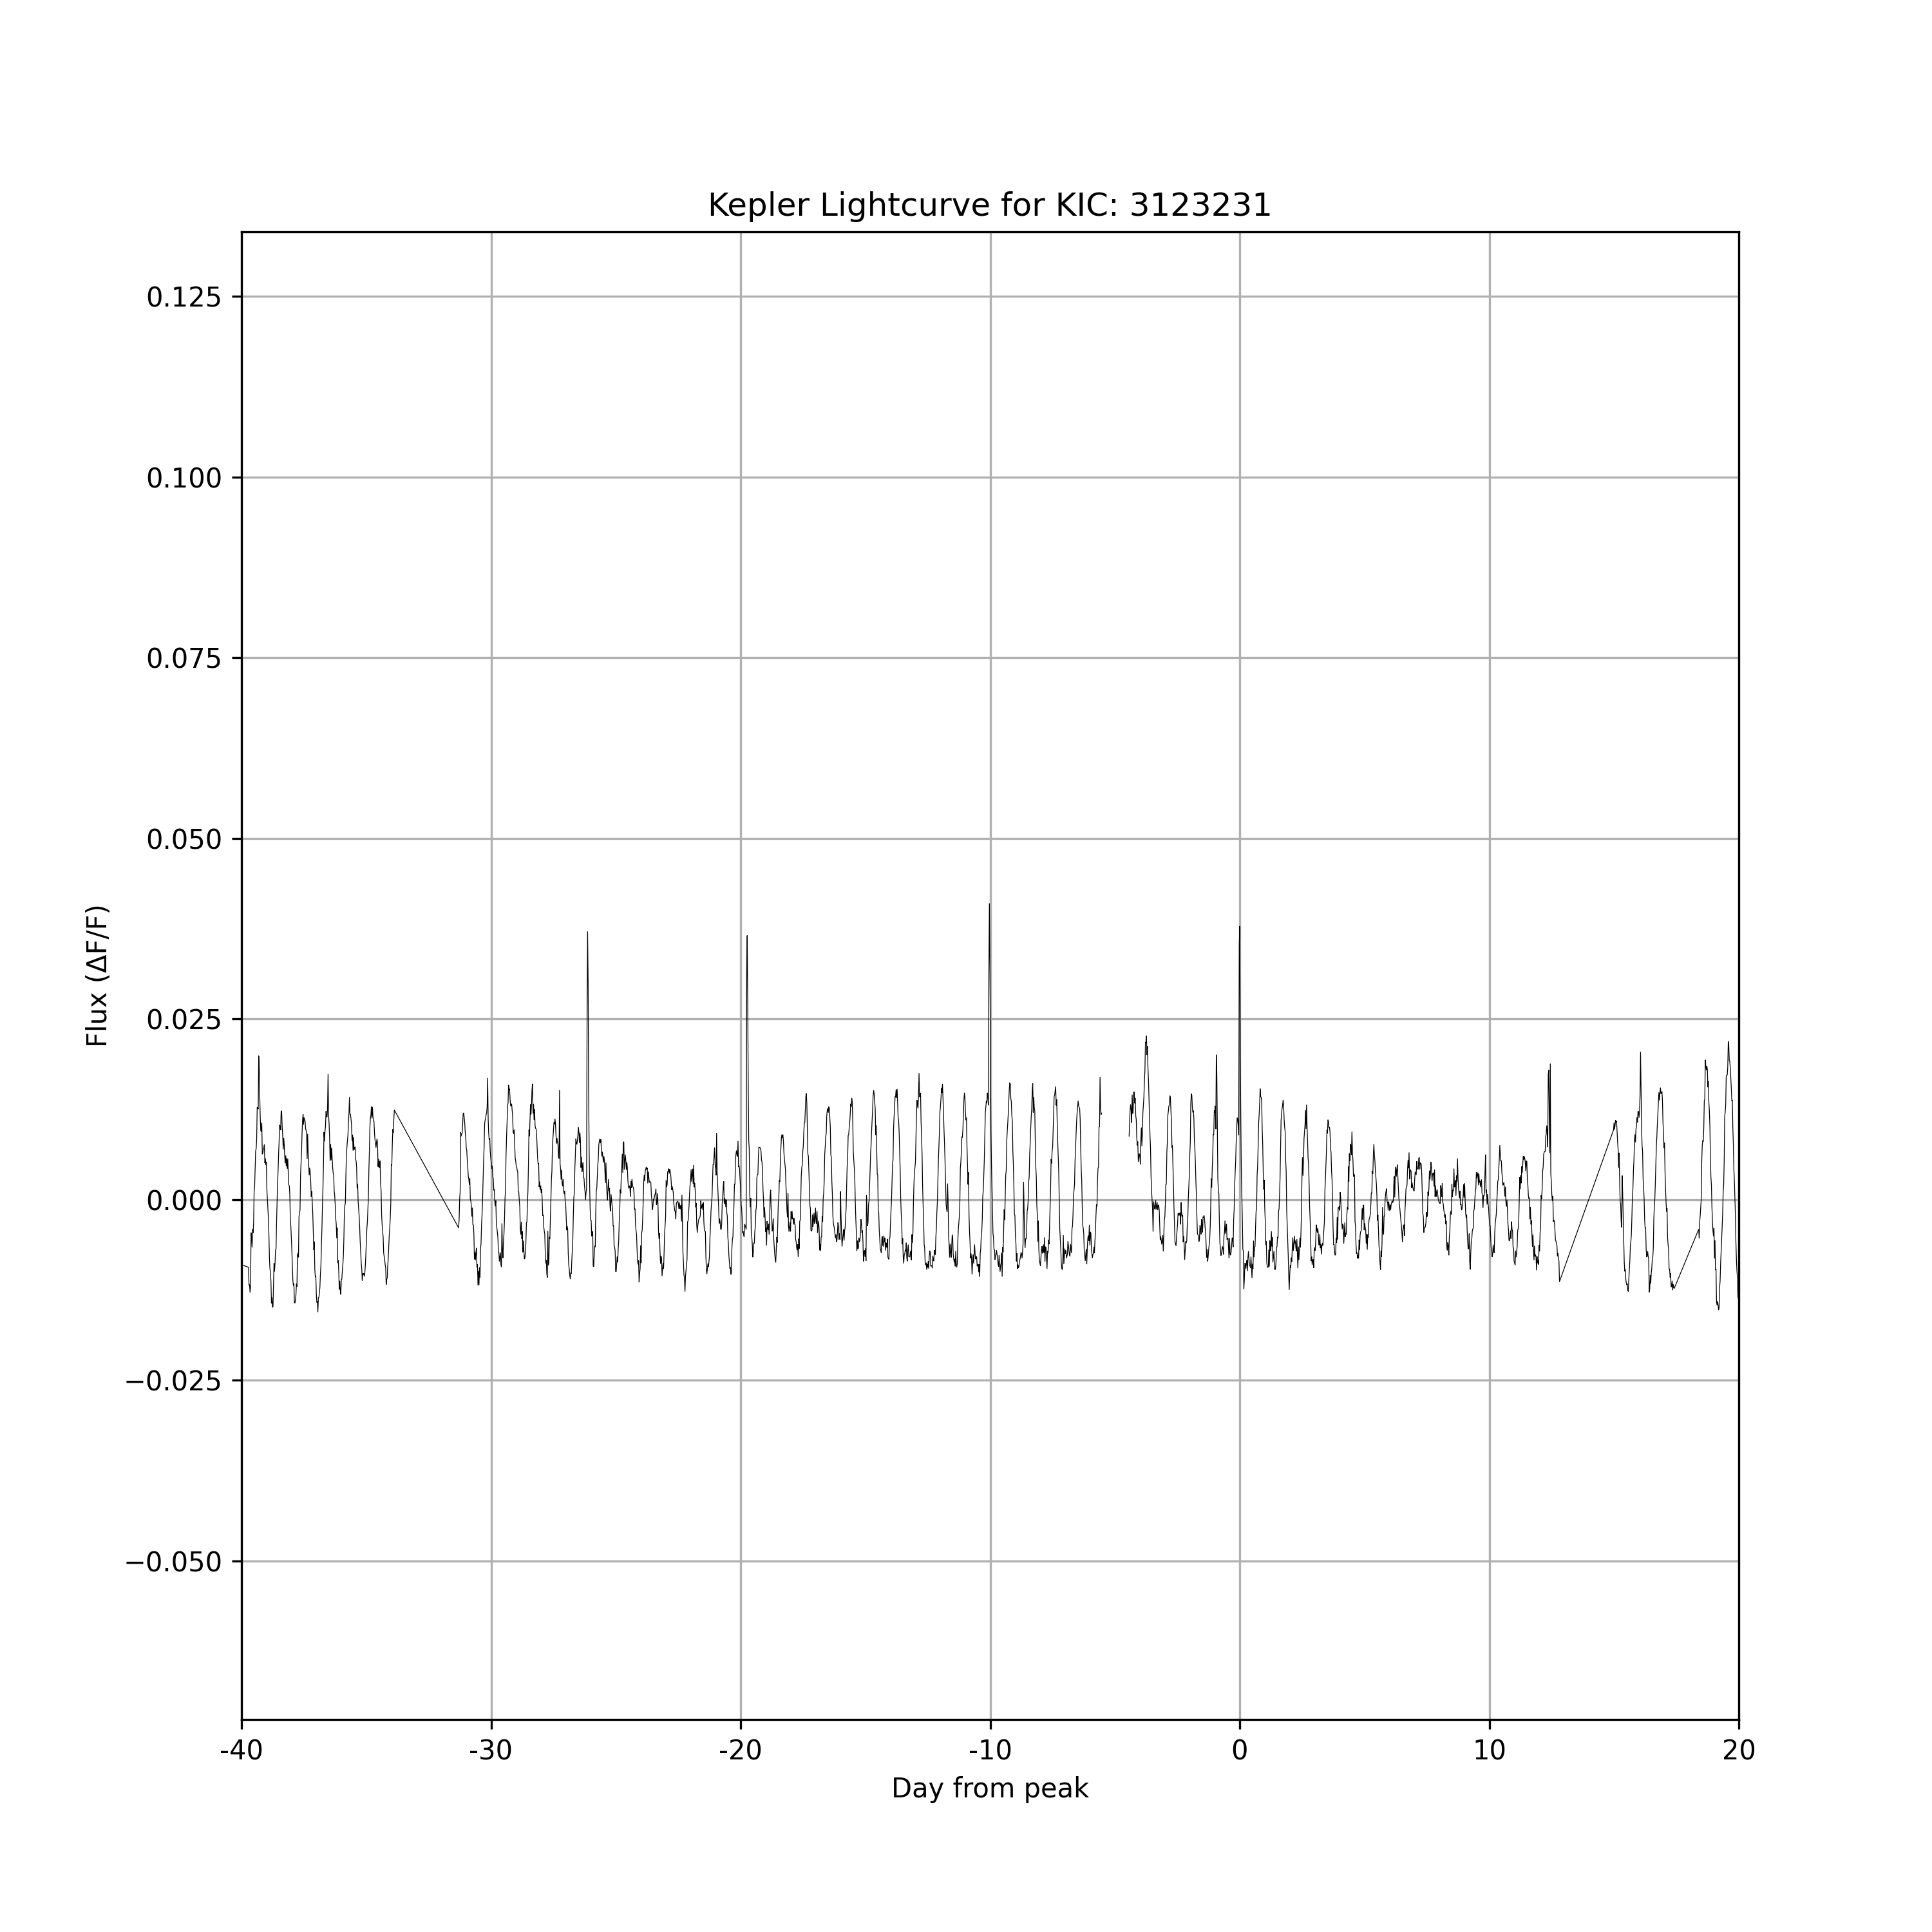 Kepler Lightcurve for KIC: 3123231
0.125
0.100
0.075
0.050
0.025
0.000
−0.025
−0.050
Flux (ΔF/F)
-40 -30 -20 -10 0 10 20
Day from peak